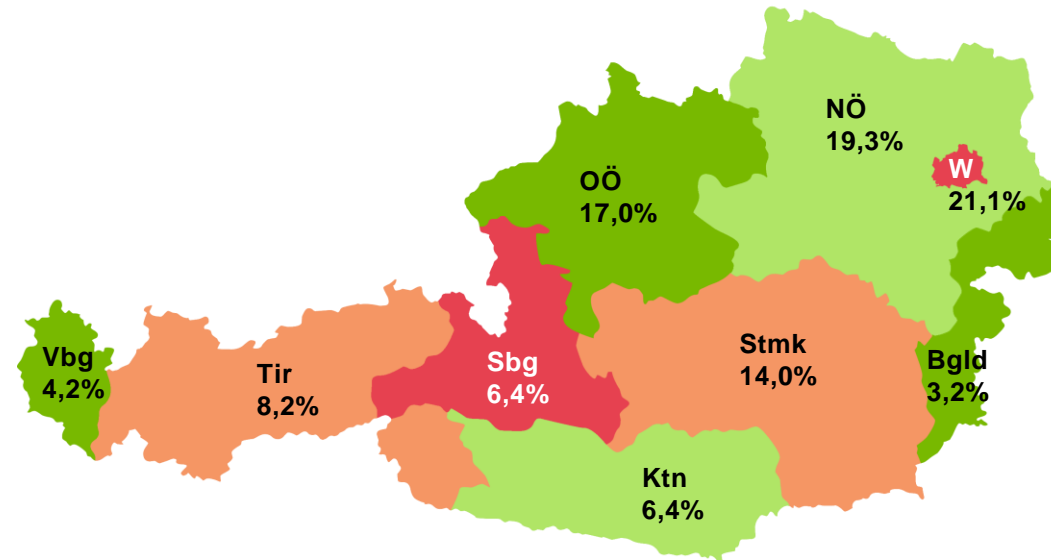 NÖ
19,3%
W
21,1%
OÖ
17,0%
Vbg
4,2%
Tir
8,2%
Sbg
6,4%
Stmk
14,0%
Bgld
3,2%
Ktn
6,4%